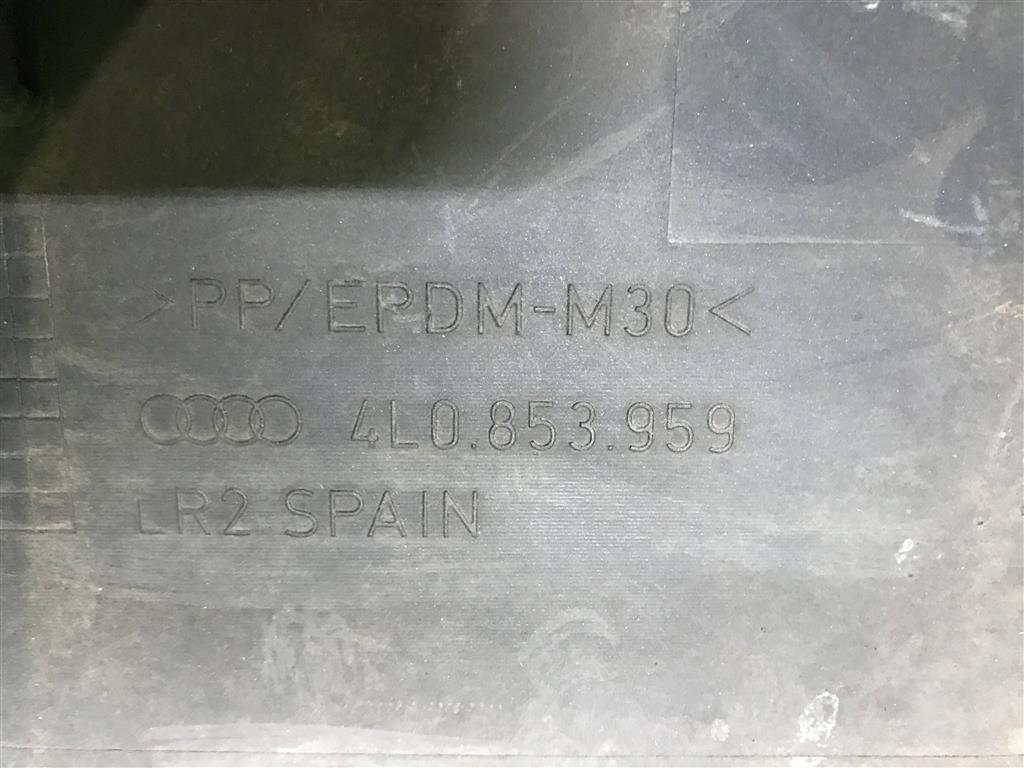 >PP/EPDM-M30<
4L0.853.959
LR2 SPAIN